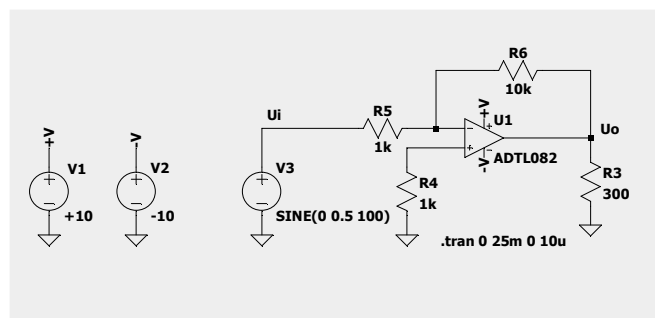 R6
10k
+V
U1
Ui
R5
1k
Uo
-V
ADTL082
+V
-V
V1
+10
V2
-10
V3
SINE(0 0.5 100)
R4
1k
R3
300
.tran 0 25m 0 10u